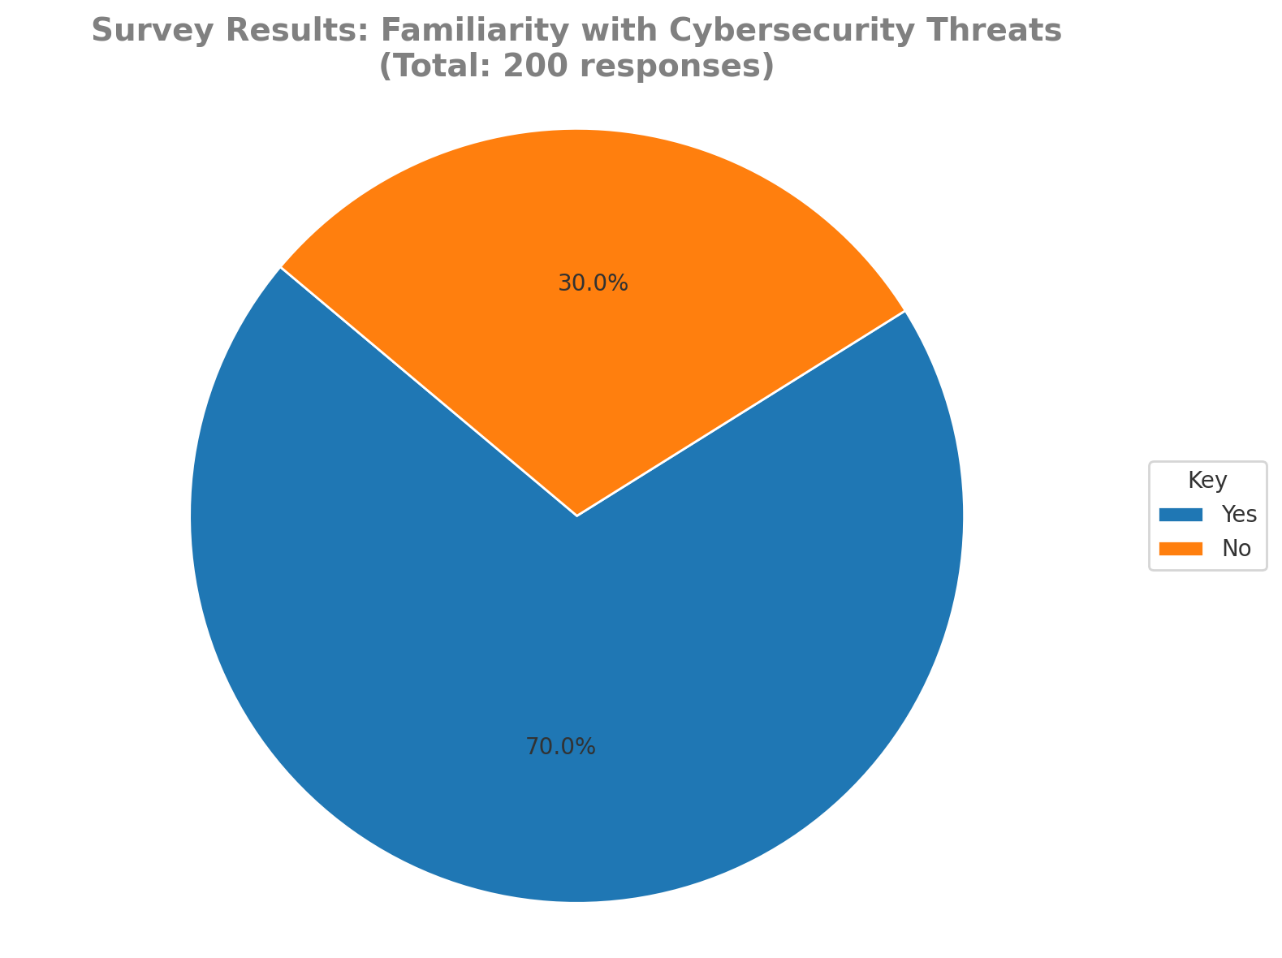 Survey Results: Familiarity with Cybersecurity Threats
(Total: 200 responses)
30.0%
70.0%
Key
Yes
No